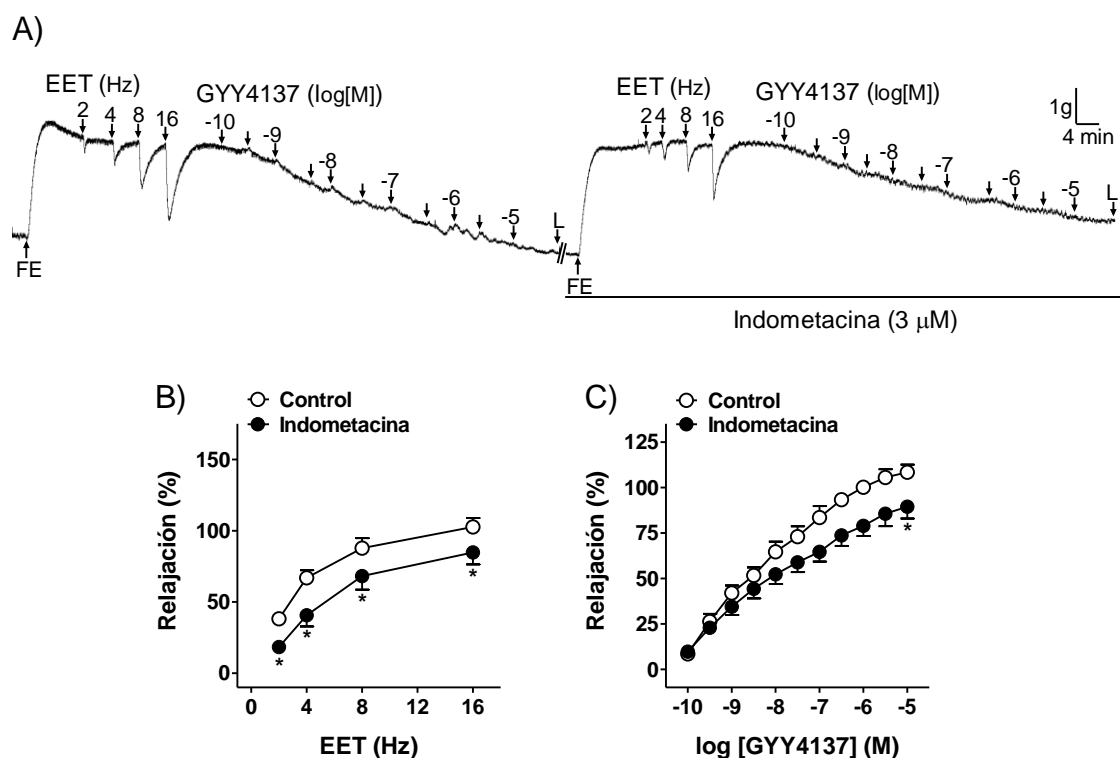 A)
EET (Hz)
2 4 8 16
GYY4137 (log[M])
-10 -9 -8 -7 -6 -5 L
FE
EET (Hz)
2 4 8 16
GYY4137 (log[M])
-10 -9 -8 -7 -6 -5 L
FE
1g
4 min
Indometacina (3 μM)
B)
Control
Indometacina
Relajación (%)
150
100
50
0
* * * *
0 4 8 12 16
EET (Hz)
C)
Control
Indometacina
Relajación (%)
125
100
75
50
25
0
*
-10 -9 -8 -7 -6 -5
log [GYY4137] (M)